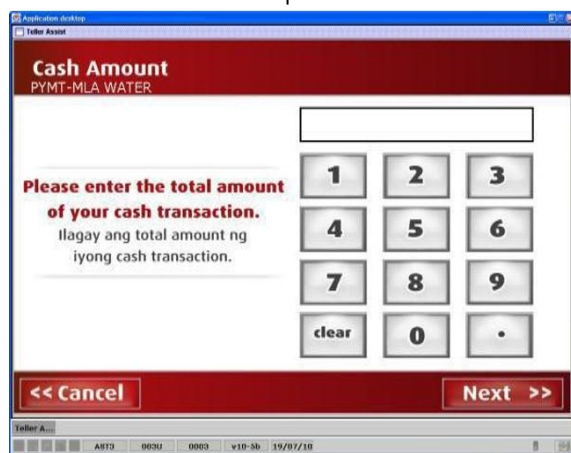 Application desktop
Teller Assist
Cash Amount
PYMT-MLA WATER
Please enter the total amount
of your cash transaction.
Ilagay ang total amount ng
iyong cash transaction.
1 2 3
4 5 6
7 8 9
clear 0 .
<< Cancel
Next >>
Teller A...
003U 0003 v10-5b 19/07/10